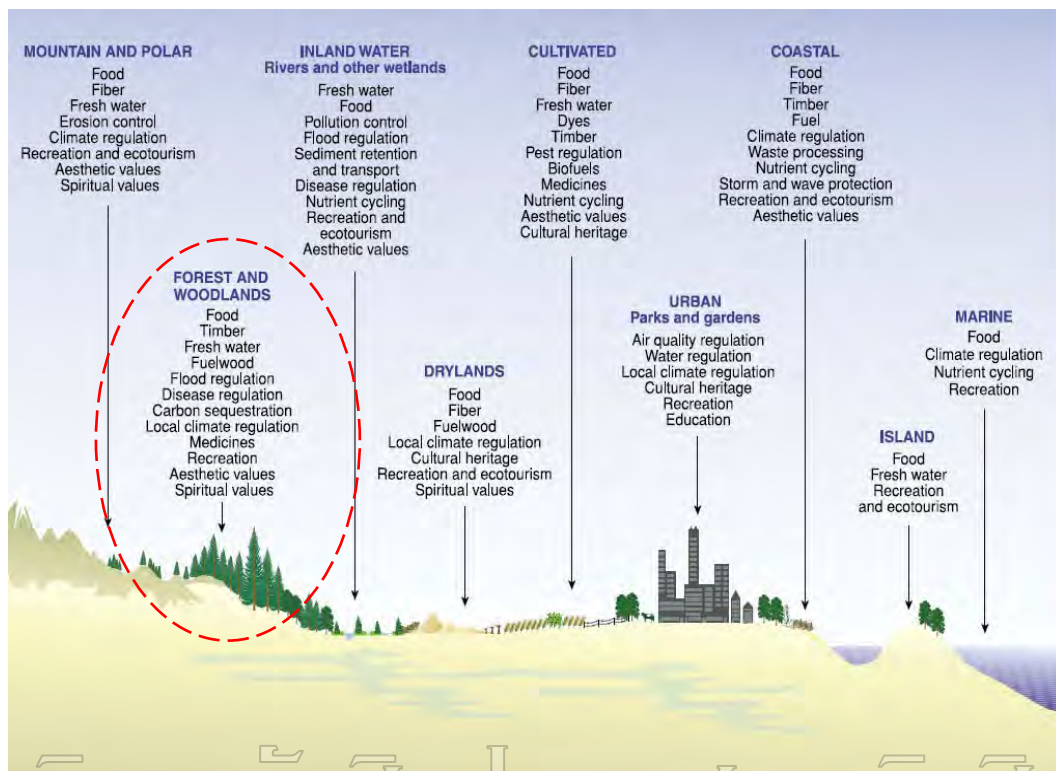 MOUNTAIN AND POLAR
Food
Fiber
Fresh water
Erosion control
Climate regulation
Recreation and ecotourism
Aesthetic values
Spiritual values
INLAND WATER
Rivers and other wetlands
Fresh water
Food
Pollution control
Flood regulation
Sediment retention
and transport
Disease regulation
Nutrient cycling
Recreation and
ecotourism
Aesthetic values
CULTIVATED
Food
Fiber
Fresh water
Dyes
Timber
Pest regulation
Biofuels
Medicines
Nutrient cycling
Aesthetic values
Cultural heritage
COASTAL
Food
Fiber
Timber
Fuel
Climate regulation
Waste processing
Nutrient cycling
Storm and wave protection
Recreation and ecotourism
Aesthetic values
FOREST AND
WOODLANDS
Food
Timber
Fresh water
Fuelwood
Flood regulation
Disease regulation
Carbon sequestration
Local climate regulation
Medicines
Recreation
Aesthetic values
Spiritual values
DRYLANDS
Food
Fiber
Fuelwood
Local climate regulation
Cultural heritage
Recreation and ecotourism
Spiritual values
URBAN
Parks and gardens
Air quality regulation
Water regulation
Local climate regulation
Cultural heritage
Recreation
Education
ISLAND
Food
Fresh water
Recreation
and ecotourism
MARINE
Food
Climate regulation
Nutrient cycling
Recreation